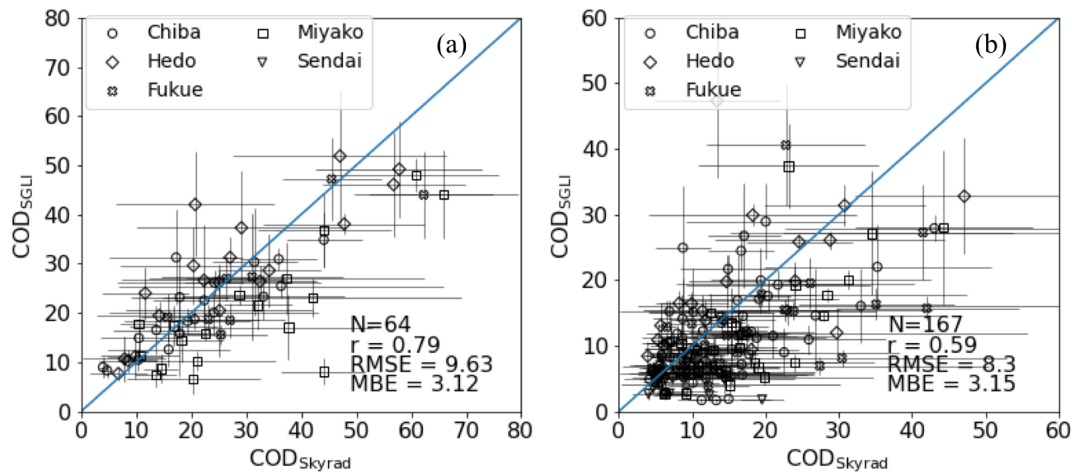 80
70
60
50
40
30
20
10
0
COD_SGLI
Chiba
Hedo
Fukue
Miyako
Sendai
(a)
N=64
r = 0.79
RMSE = 9.63
MBE = 3.12
0 10 20 30 40 50 60 70 80
COD_Skyrad
60
50
40
30
20
10
0
COD_SGLI
Chiba
Hedo
Fukue
Miyako
Sendai
(b)
N=167
r = 0.59
RMSE = 8.3
MBE = 3.15
0 10 20 30 40 50 60
COD_Skyrad